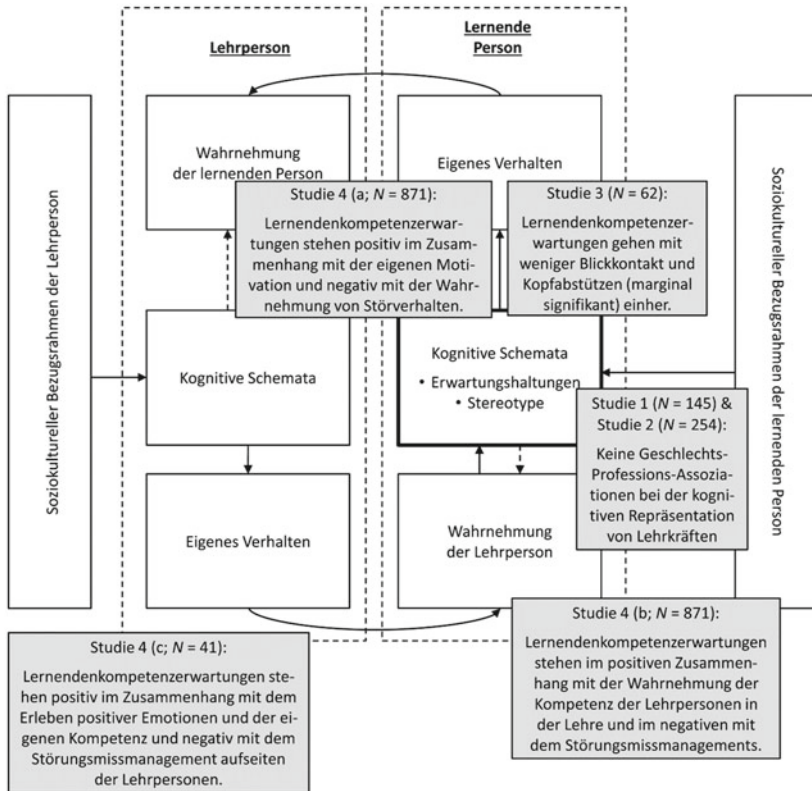 Lehrperson
Lernende
Person
Soziokultureller Bezugsrahmen der Lehrperson
Wahrnehmung
der lernenden Person
Eigenes Verhalten
Soziokultureller Bezugsrahmen der lernenden Person
Studie 4 (a; N = 871):
Lernendenkompetenzerwar-
tungen stehen positiv im Zusam-
menhang mit der eigenen Moti-
vation und negativ mit der Wahr-
nehmung von Störverhalten.
Studie 3 (N = 62):
Lernendenkompetenzer-
wartungen gehen mit
weniger Blickkontakt und
Kopfabstützen (marginal
signifikant) einher.
Kognitive Schemata
Kognitive Schemata
• Erwartungshaltungen
• Stereotype
Studie 1 (N = 145) &
Studie 2 (N = 254):
Keine Geschlechts-
Professions-Assozia-
tionen bei der kogni-
tiven Repräsentation
von Lehrkräften
Eigenes Verhalten
Wahrnehmung
der Lehrperson
Studie 4 (b; N = 871):
Lernendenkompetenzerwartungen
stehen im positiven Zusammen-
hang mit der Wahrnehmung der
Kompetenz der Lehrpersonen in
der Lehre und im negativen mit
dem Störungsmissmanagements.
Studie 4 (c; N = 41):
Lernendenkompetenzerwartungen ste-
hen positiv im Zusammenhang mit dem
Erleben positiver Emotionen und der ei-
genen Kompetenz und negativ mit dem
Störungsmissmanagement aufseiten
der Lehrpersonen.